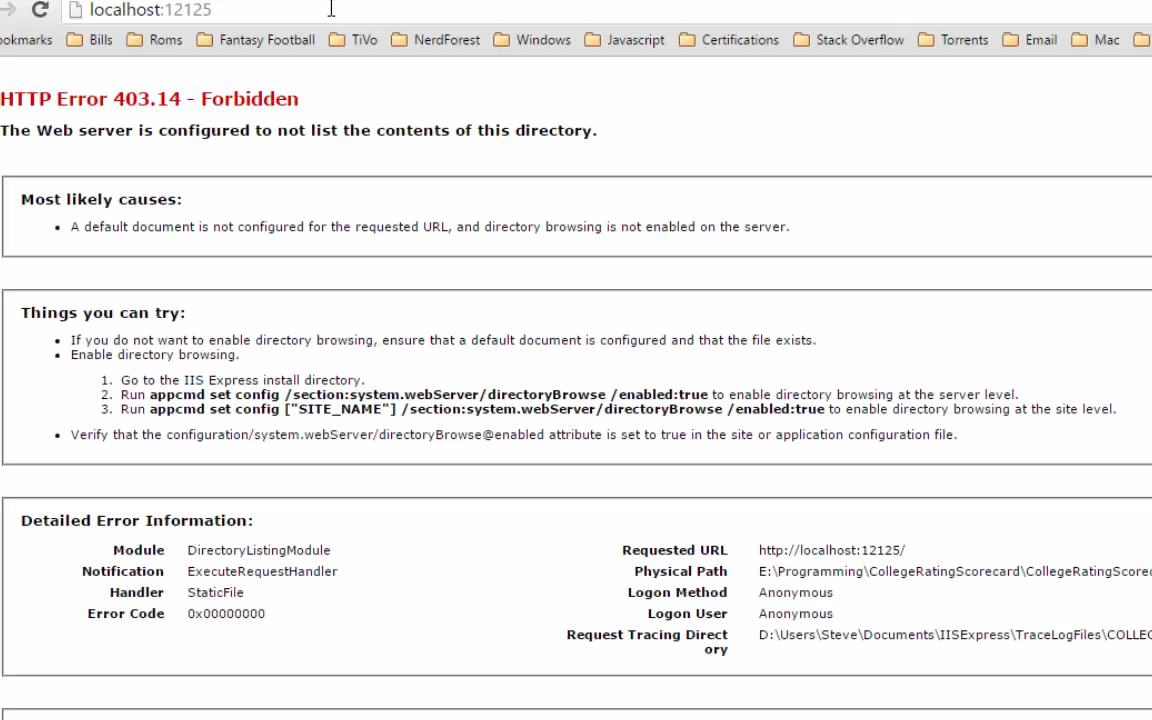 localhost:12125
ookmarks Bills Roms Fantasy Football TiVo NerdForest Windows Javascript Certifications Stack Overflow Torrents Email Mac
HTTP Error 403.14 - Forbidden
The Web server is configured to not list the contents of this directory.
Most likely causes:
• A default document is not configured for the requested URL, and directory browsing is not enabled on the server.
Things you can try:
• If you do not want to enable directory browsing, ensure that a default document is configured and that the file exists.
• Enable directory browsing.
1. Go to the IIS Express install directory.
2. Run appcmd set config /section:system.webServer/directoryBrowse /enabled:true to enable directory browsing at the server level.
3. Run appcmd set config ["SITE_NAME"] /section:system.webServer/directoryBrowse /enabled:true to enable directory browsing at the site level.
• Verify that the configuration/system.webServer/directoryBrowse@enabled attribute is set to true in the site or application configuration file.
Detailed Error Information:
Module DirectoryListingModule
Notification ExecuteRequestHandler
Handler StaticFile
Error Code 0x00000000
Requested URL http://localhost:12125/
Physical Path E:\Programming\CollegeRatingScorecard\CollegeRatingScorec
Logon Method Anonymous
Logon User Anonymous
Request Tracing Direct D:\Users\Steve\Documents\IISExpress\TraceLogFiles\COLLEG
ory